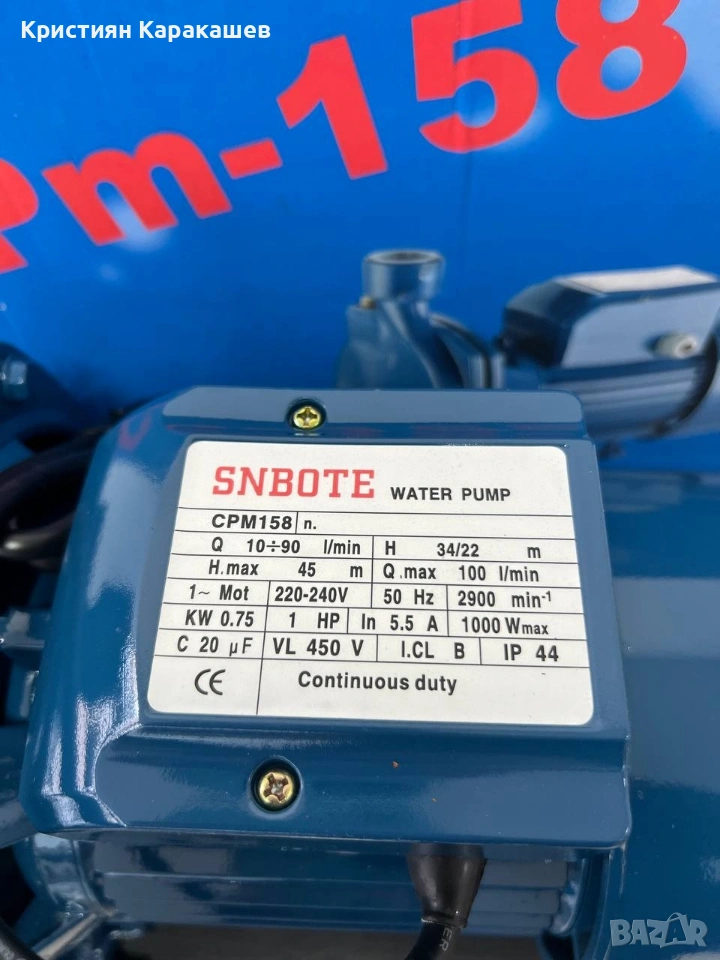 Кристиян Каракашев
Pm-158
SNBOTE WATER PUMP
CPM158 n.
Q 10÷90 l/min H 34/22 m
H.max 45 m Q.max 100 l/min
1~ Mot 220-240V 50 Hz 2900 min-1
KW 0.75 1 HP In 5.5 A 1000 Wmax
C 20 μF VL 450 V I.CL B IP 44
CE Continuous duty
BAZAR